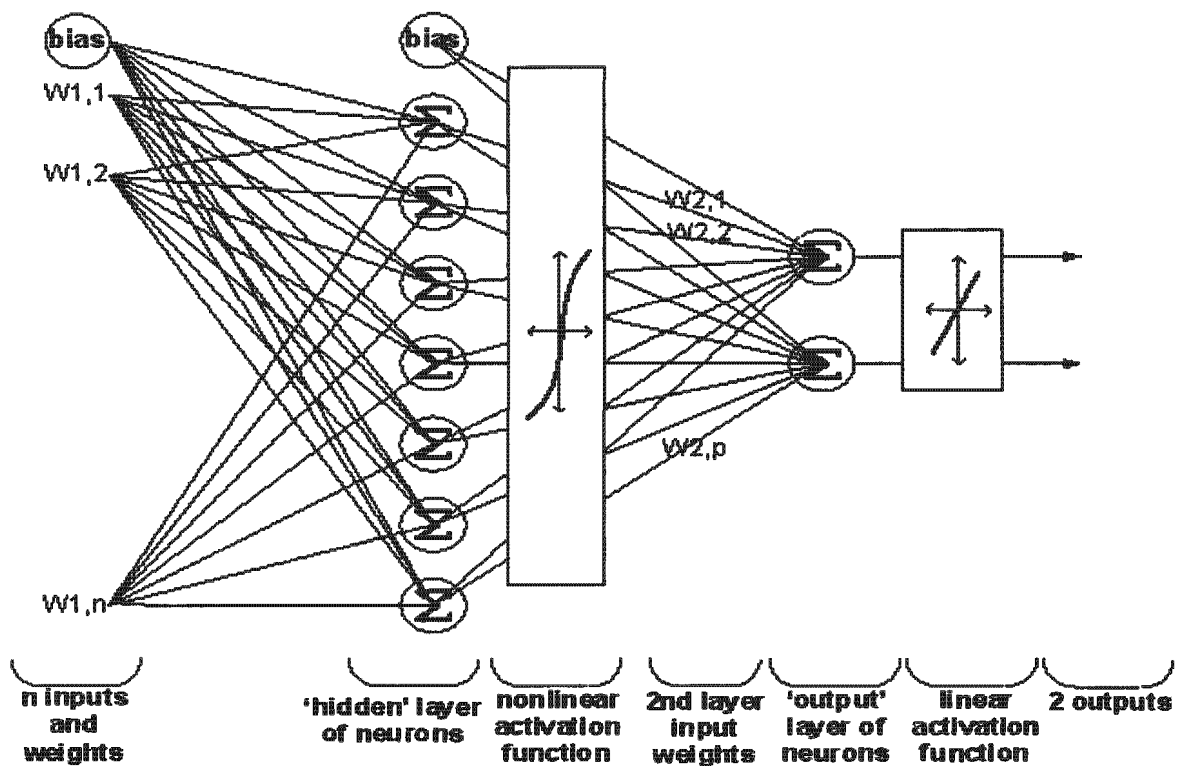 bias
bias
W1,1
W1,2
W1,n
Σ
Σ
Σ
Σ
Σ
Σ
Σ
W2,1
W2,2
W2,p
Σ
Σ
n inputs
and
weights
'hidden' layer
of neurons
nonlinear
activation
function
2nd layer
input
weights
'output'
layer of
neurons
linear
activation
function
2 outputs